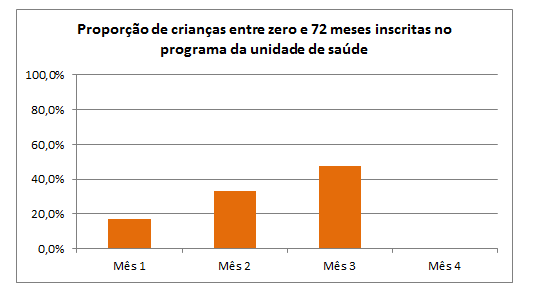 Proporção de crianças entre zero e 72 meses inscritas no
programa da unidade de saúde
100,0%
80,0%
60,0%
40,0%
20,0%
0,0%
Mês 1
Mês 2
Mês 3
Mês 4